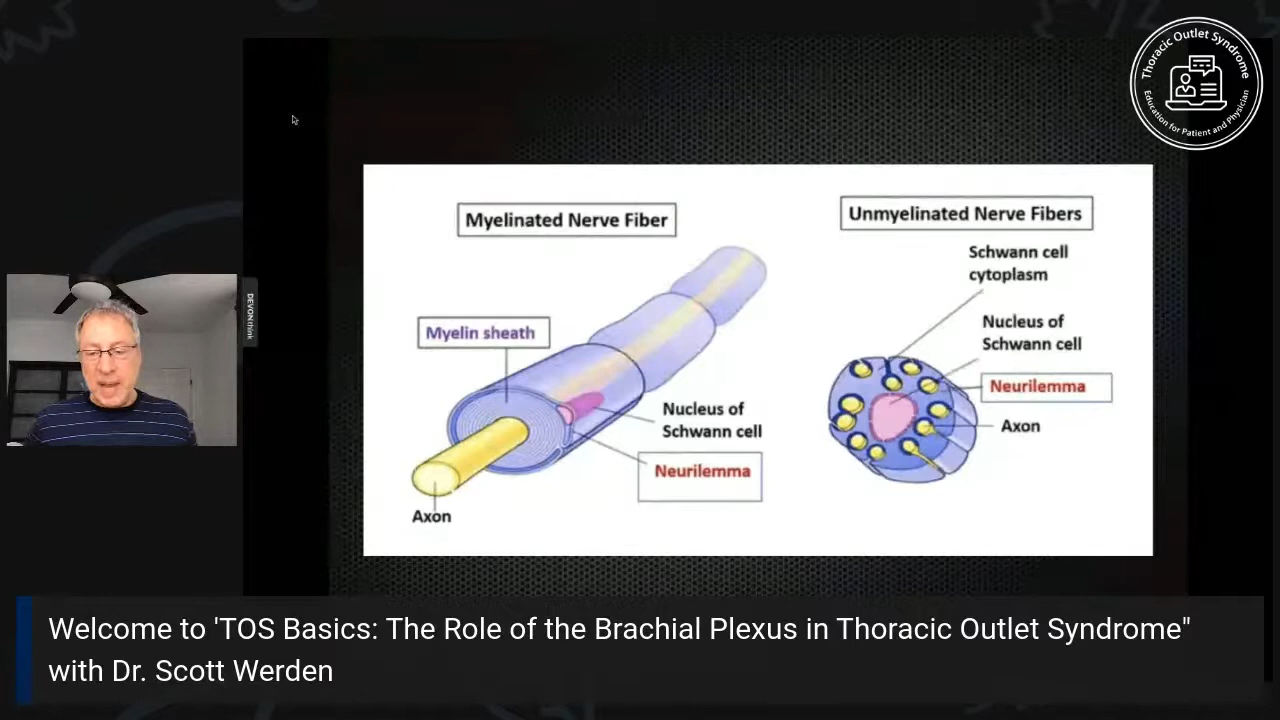 Thoracic Outlet Syndrome
Education for Patient and Physician
Myelinated Nerve Fiber
Unmyelinated Nerve Fibers
Schwann cell
cytoplasm
Nucleus of
Schwann cell
Myelin sheath
Neurilemma
Nucleus of
Schwann cell
Axon
Neurilemma
Axon
DEVONthink
Welcome to 'TOS Basics: The Role of the Brachial Plexus in Thoracic Outlet Syndrome"
with Dr. Scott Werden